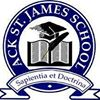 ACK ST. JAMES SCHOOL
Sapientia et Doctrina